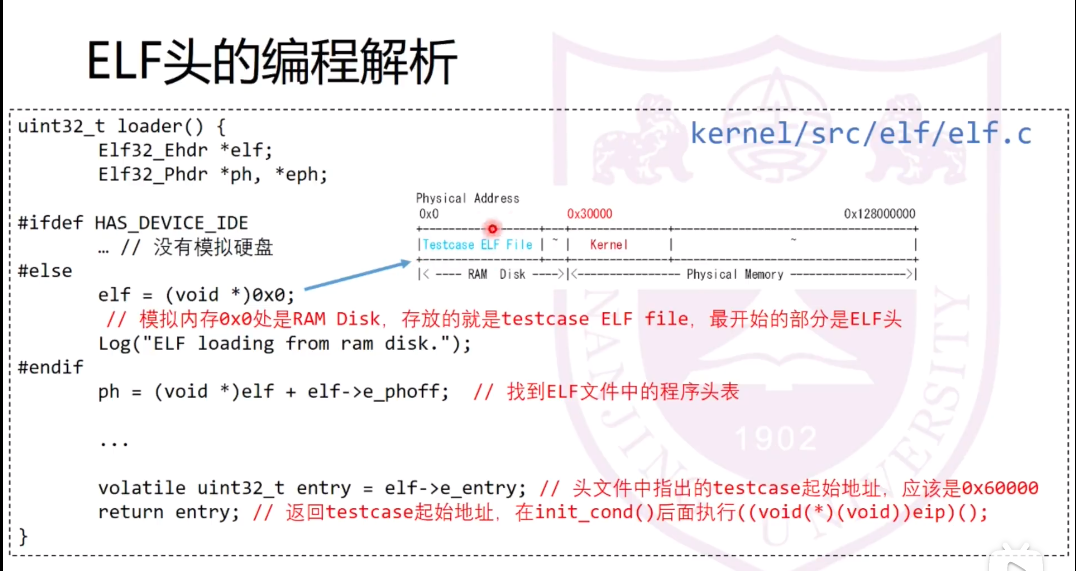 ELF头的编程解析
kernel/src/elf/elf.c
uint32_t loader() {
Elf32_Ehdr *elf;
Elf32_Phdr *ph, *eph;
#ifdef HAS_DEVICE_IDE
… // 没有模拟硬盘
#else
elf = (void *)0x0;
// 模拟内存0x0处是RAM Disk，存放的就是testcase ELF file，最开始的部分是ELF头
Log("ELF loading from ram disk.");
#endif
ph = (void *)elf + elf->e_phoff; // 找到ELF文件中的程序头表
...
volatile uint32_t entry = elf->e_entry; // 头文件中指出的testcase起始地址，应该是0x60000
return entry; // 返回testcase起始地址，在init_cond()后面执行((void(*)(void))eip)();
}
Physical Address
0x0 0x30000 0x128000000
+---------------+---+-------------+------------------------------+
|Testcase ELF File | ~ | Kernel | ~ |
+---------------+---+-------------+------------------------------+
|< ---- RAM Disk ---->|<----------------- Physical Memory ---------------->|
NANJING UNIVERSITY
1902